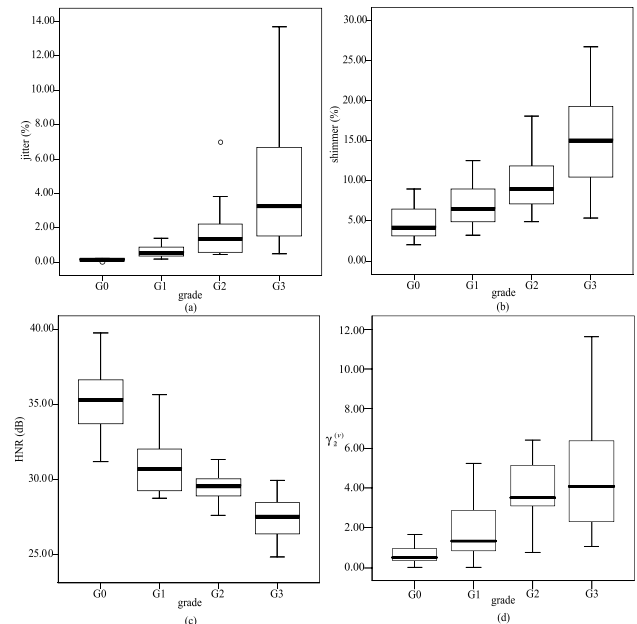 14.00
12.00
10.00
8.00
6.00
4.00
2.00
0.00
jitter (%)
G0 G1 G2 G3
grade
(a)
30.00
25.00
20.00
15.00
10.00
5.00
0.00
shimmer (%)
G0 G1 G2 G3
grade
(b)
40.00
35.00
30.00
25.00
HNR (dB)
G0 G1 G2 G3
grade
(c)
12.00
10.00
8.00
6.00
4.00
2.00
0.00
γ₂⁽ᵛ⁾
G0 G1 G2 G3
grade
(d)